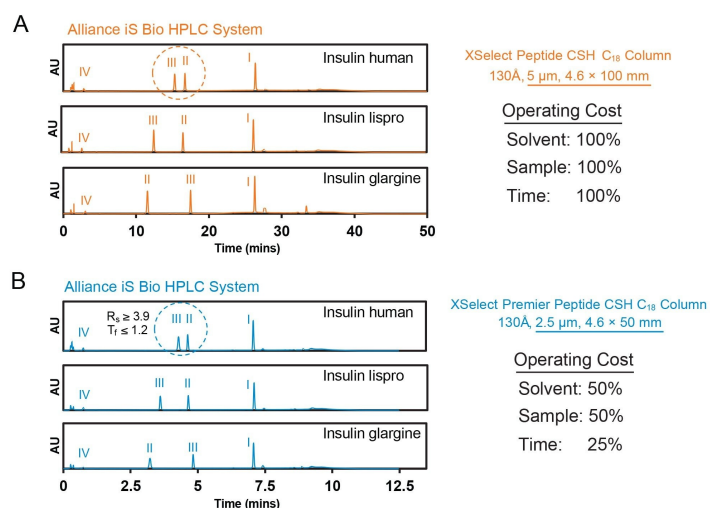 A
Alliance iS Bio HPLC System
AU
IV
III
II
I
Insulin human
AU
IV
III
II
I
Insulin lispro
AU
IV
II
III
I
Insulin glargine
0 10 20 30 40 50
Time (mins)
XSelect Peptide CSH C₁₈ Column
130Å, 5 µm, 4.6 × 100 mm
Operating Cost
Solvent: 100%
Sample: 100%
Time: 100%
B
Alliance iS Bio HPLC System
AU
Rₛ ≥ 3.9
T_f ≤ 1.2
IV
III
II
I
Insulin human
AU
IV
III
II
I
Insulin lispro
AU
IV
II
III
I
Insulin glargine
0 2.5 5 7.5 10 12.5
Time (mins)
XSelect Premier Peptide CSH C₁₈ Column
130Å, 2.5 µm, 4.6 × 50 mm
Operating Cost
Solvent: 50%
Sample: 50%
Time: 25%